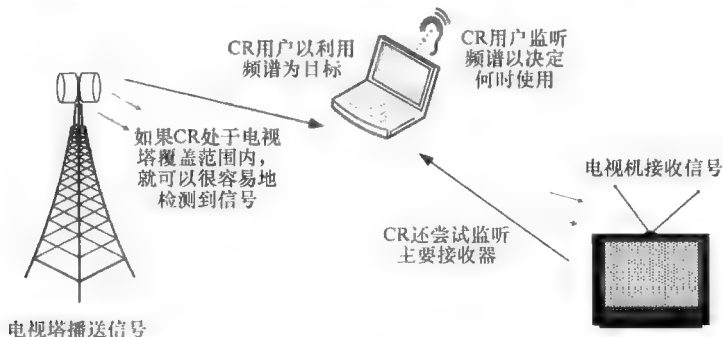 CR用户以利用
频谱为目标
CR用户监听
频谱以决定
何时使用
如果CR处于电视
塔覆盖范围内，
就可以很容易地
检测到信号
电视机接收信号
CR还尝试监听
主要接收器
电视塔播送信号